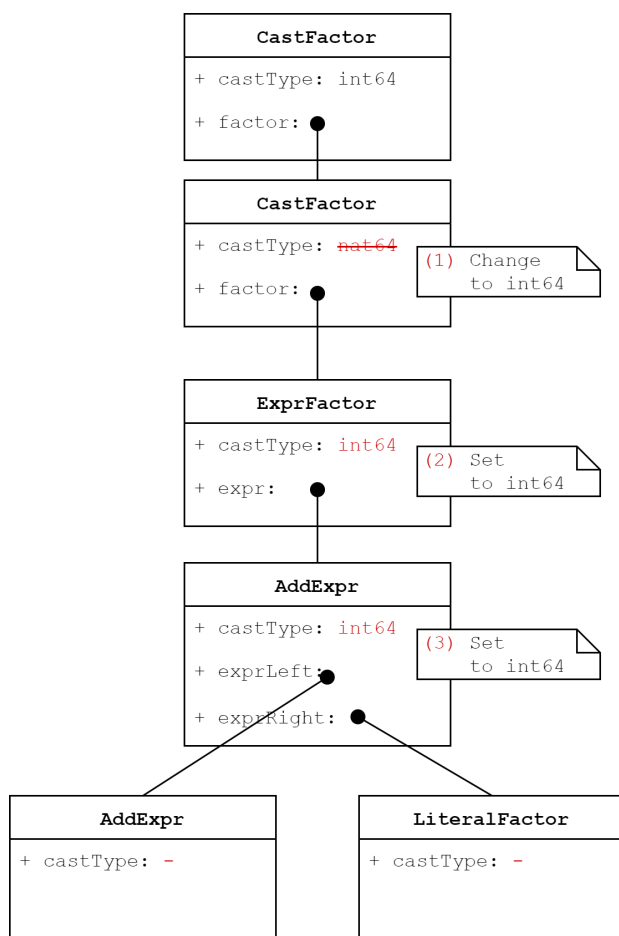 CastFactor
+ castType: int64
+ factor:
CastFactor
+ castType: nat64
(1) Change
to int64
+ factor:
ExprFactor
+ castType: int64
(2) Set
to int64
+ expr:
AddExpr
+ castType: int64
(3) Set
to int64
+ exprLeft:
+ exprRight:
AddExpr
+ castType: -
LiteralFactor
+ castType: -